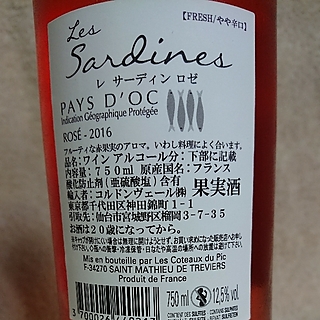 【FRESH/やや辛口】
Les
Sardines
レ サーディン ロゼ
PAYS D'OC
Indication Géographique Protégée
ROSÉ - 2016
フルーティな赤果実のアロマ。いわし料理によく合います。
品名:ワイン アルコール分:下部に記載
内容量:750ml 原産国名:フランス
酸化防止剤(亜硫酸塩)含有
輸入者:コルドンヴェール㈱ 果実酒
東京都千代田区神田錦町1-1
引取先:仙台市宮城野区榴岡3-7-35
お酒は20歳になってから。
Mis en bouteille par Les Coteaux du Pic
F-34270 SAINT MATHIEU DE TREVIERS
Produit de France
750 ml
12,5% vol.
CONTIENT DES SULFITES